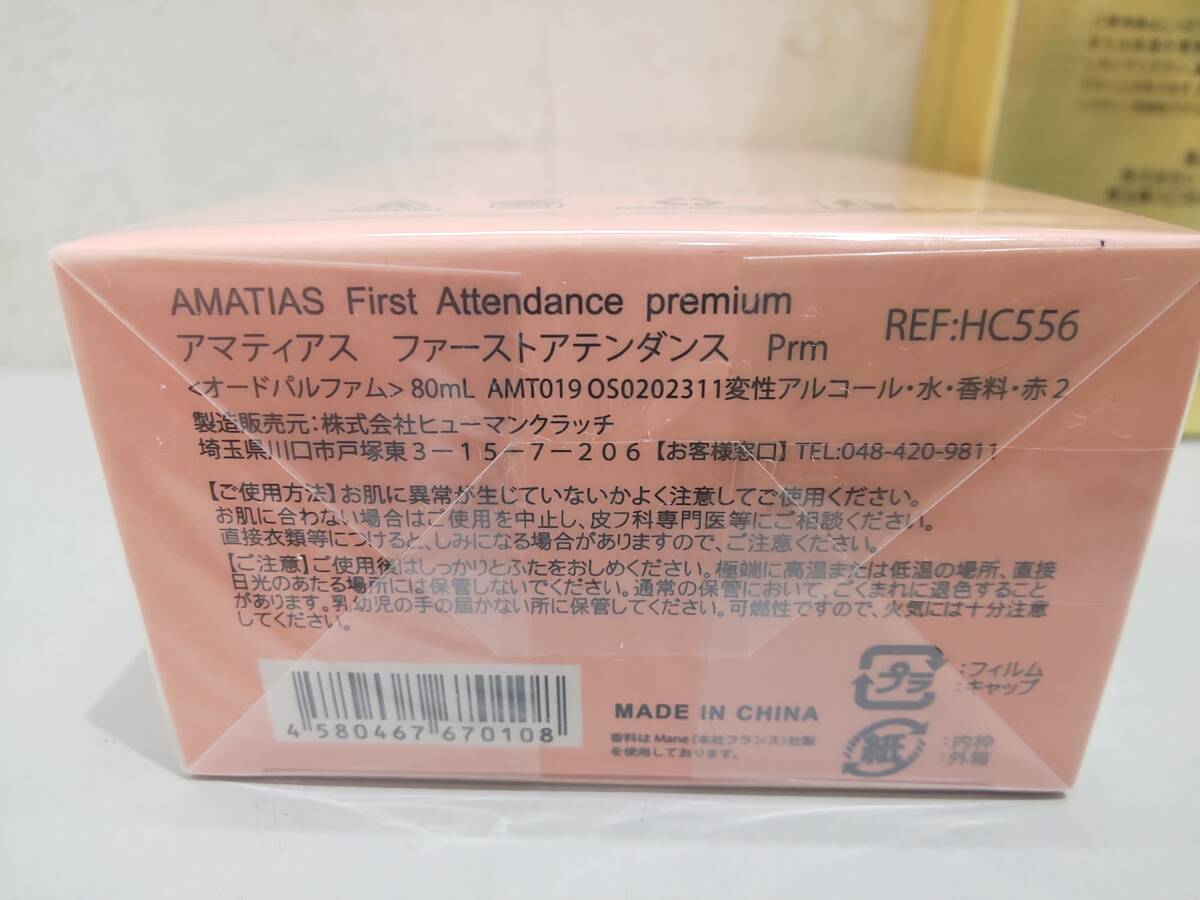 AMATIAS First Attendance premium
REF:HC556
アマティアス ファーストアテンダンス Prm
<オードパルファム> 80mL AMT019 OS0202311変性アルコール・水・香料・赤2
製造販売元:株式会社ヒューマンクラッチ
埼玉県川口市戸塚東3-15-7-206【お客様窓口】TEL:048-420-9811
【ご使用方法】お肌に異常が生じていないかよく注意してご使用ください。
お肌に合わない場合はご使用を中止し、皮フ科専門医等にご相談ください。
直接衣類等につけると、しみになる場合がありますので、ご注意ください。
【ご注意】ご使用後はしっかりとふたをおしめください。極端に高温または低温の場所、直接
日光のあたる場所には保管しないでください。通常の保管において、ごくまれに退色すること
があります。乳幼児の手の届かない所に保管してください。可燃性ですので、火気には十分注意
してください。
プラ
:フィルム
:キャップ
4 580467 670108
MADE IN CHINA
香料は Mane (本社フランス) 社製
を使用しております。
紙
:内枠
:外箱